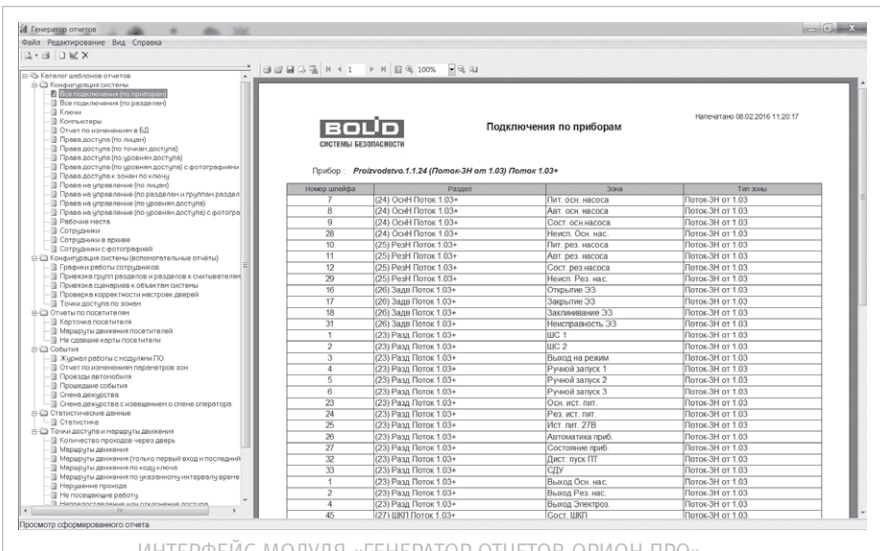 Генератор отчетов
Файл Редактирование Вид Справка
1
100%
Каталог шаблонов отчетов
Конфигурация системы
Все подключения (по приборам)
Все подключения (по разделам)
Ключи
Компьютеры
Отчет по изменениям в БД
Права доступа (по лицам)
Права доступа (по точкам доступа)
Права доступа (по уровням доступа)
Права доступа (по уровням доступа) с фотографиями
Права доступа к зонам по ключу
Права на управление (по лицам)
Права на управление (по разделам и группам раздел
Права на управление (по уровням доступа)
Права на управление (по уровням доступа) с фотогра
Рабочие места
Сотрудники
Сотрудники в архиве
Сотрудники с фотографией
Конфигурация системы (вспомогательные отчёты)
Графики работы сотрудников
Привязка групп разделов и разделов к считывателям
Привязка сценариев к объектам системы
Проверка корректности настроек дверей
Точки доступа по зонам
Отчеты по посетителям
Карточка посетителя
Маршруты движения посетителей
Не сдавшие карты посетители
События
Журнал работы с модулями ПО
Отчет по изменениям параметров зон
Проезды автомобиля
Прошедшие события
Смена дежурства
Смена дежурства с извещением о смене оператора
Статистические данные
Статистика
Точки доступа и маршруты движения
Количество проходов через дверь
Маршруты движения
Маршруты движения (только первый вход и последний
Маршруты движения по коду ключа
Маршруты движения по указанному интервалу време
Нарушение прохода
Не посещающие работу
Непредоставление или отклонение доступа
Просмотр сформированного отчета
BOLID
СИСТЕМЫ БЕЗОПАСНОСТИ
Подключения по приборам
Напечатано 08.02.2016 11:20:17
Прибор : Proizvodstvo.1.1.24 (Поток-3Н от 1.03) Поток 1.03+
Номер шлейфа Раздел Зона Тип зоны
7 (24) ОснН Поток 1.03+ Пит. осн. насоса Поток-3Н от 1.03
8 (24) ОснН Поток 1.03+ Авт. осн. насоса Поток-3Н от 1.03
9 (24) ОснН Поток 1.03+ Сост. осн.насоса Поток-3Н от 1.03
28 (24) ОснН Поток 1.03+ Неисп. Осн. нас. Поток-3Н от 1.03
10 (25) РезН Поток 1.03+ Пит. рез. насоса Поток-3Н от 1.03
11 (25) РезН Поток 1.03+ Авт. рез. насоса Поток-3Н от 1.03
12 (25) РезН Поток 1.03+ Сост. рез.насоса Поток-3Н от 1.03
29 (25) РезН Поток 1.03+ Неисп. Рез. нас. Поток-3Н от 1.03
16 (26) Задв Поток 1.03+ Открытие ЭЗ Поток-3Н от 1.03
17 (26) Задв Поток 1.03+ Закрытие ЭЗ Поток-3Н от 1.03
18 (26) Задв Поток 1.03+ Заклинивание ЭЗ Поток-3Н от 1.03
31 (26) Задв Поток 1.03+ Неисправность ЭЗ Поток-3Н от 1.03
1 (23) Разд Поток 1.03+ ШС 1 Поток-3Н от 1.03
2 (23) Разд Поток 1.03+ ШС 2 Поток-3Н от 1.03
3 (23) Разд Поток 1.03+ Выход на режим Поток-3Н от 1.03
4 (23) Разд Поток 1.03+ Ручной запуск 1 Поток-3Н от 1.03
5 (23) Разд Поток 1.03+ Ручной запуск 2 Поток-3Н от 1.03
6 (23) Разд Поток 1.03+ Ручной запуск 3 Поток-3Н от 1.03
23 (23) Разд Поток 1.03+ Осн. ист. пит. Поток-3Н от 1.03
24 (23) Разд Поток 1.03+ Рез. ист. пит. Поток-3Н от 1.03
25 (23) Разд Поток 1.03+ Ист. пит. 27В Поток-3Н от 1.03
26 (23) Разд Поток 1.03+ Автоматика приб. Поток-3Н от 1.03
27 (23) Разд Поток 1.03+ Состояние приб. Поток-3Н от 1.03
32 (23) Разд Поток 1.03+ Дист. пуск ПТ Поток-3Н от 1.03
33 (23) Разд Поток 1.03+ СДУ Поток-3Н от 1.03
1 (23) Разд Поток 1.03+ Выход Осн. нас. Поток-3Н от 1.03
2 (23) Разд Поток 1.03+ Выход Рез. нас. Поток-3Н от 1.03
4 (23) Разд Поток 1.03+ Выход Электроз. Поток-3Н от 1.03
45 (27) ШКП Поток 1.03+ Сост. ШКП Поток-3Н от 1.03
ИНТЕРФЕЙС МОДУЛЯ «ГЕНЕРАТОР ОТЧЕТОВ ОРИОН ПРО»